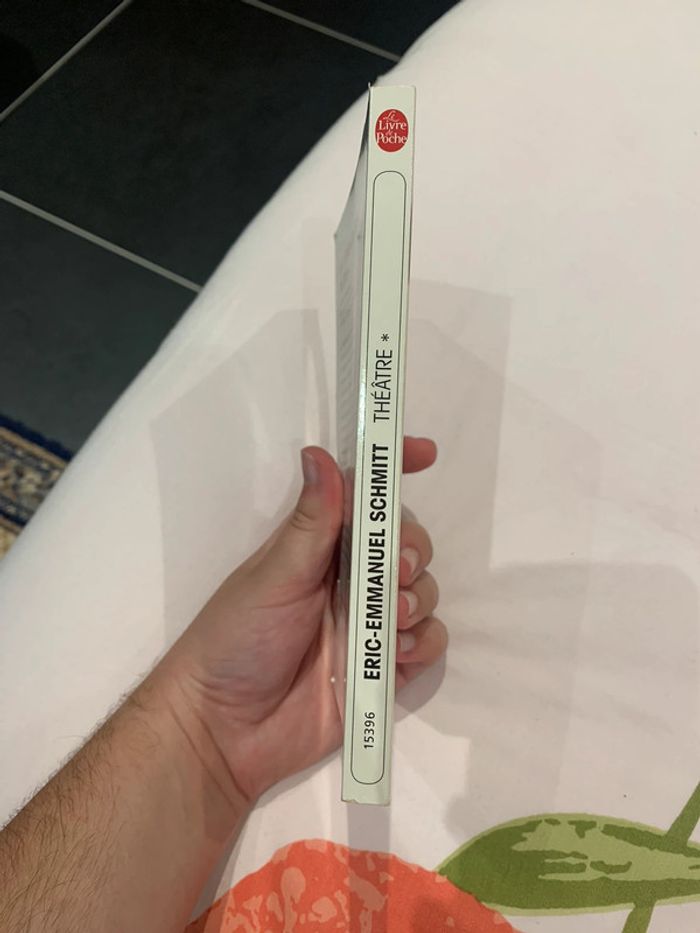 Le
Livre
de
Poche
15396 ERIC-EMMANUEL SCHMITT THÉÂTRE *